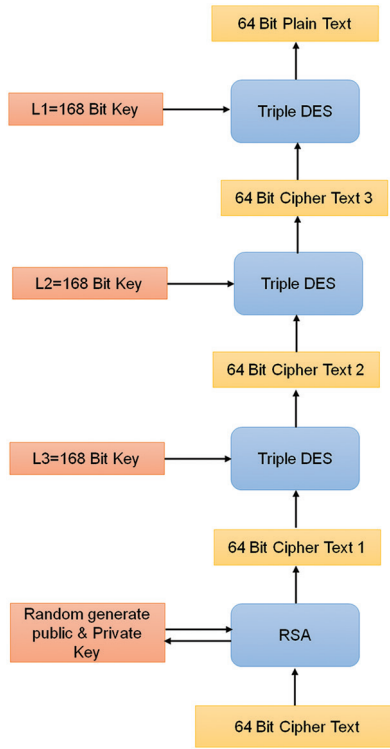 64 Bit Plain Text
L1=168 Bit Key
Triple DES
64 Bit Cipher Text 3
L2=168 Bit Key
Triple DES
64 Bit Cipher Text 2
L3=168 Bit Key
Triple DES
64 Bit Cipher Text 1
Random generate
public & Private
Key
RSA
64 Bit Cipher Text